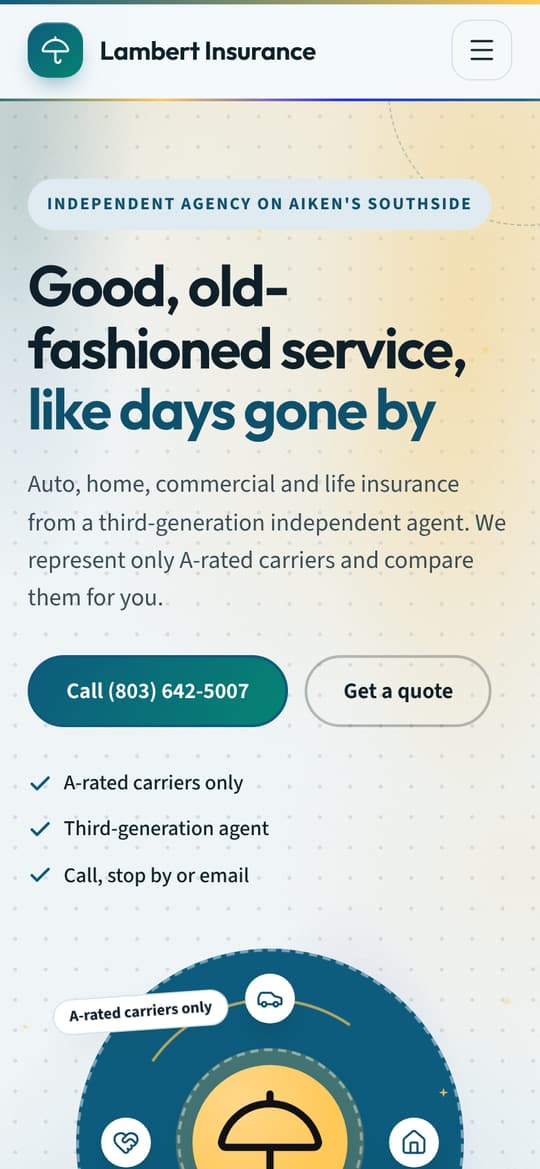 Lambert Insurance
INDEPENDENT AGENCY ON AIKEN'S SOUTHSIDE
Good, old-
fashioned service,
like days gone by
Auto, home, commercial and life insurance
from a third-generation independent agent. We
represent only A-rated carriers and compare
them for you.
Call (803) 642-5007
Get a quote
A-rated carriers only
Third-generation agent
Call, stop by or email
A-rated carriers only